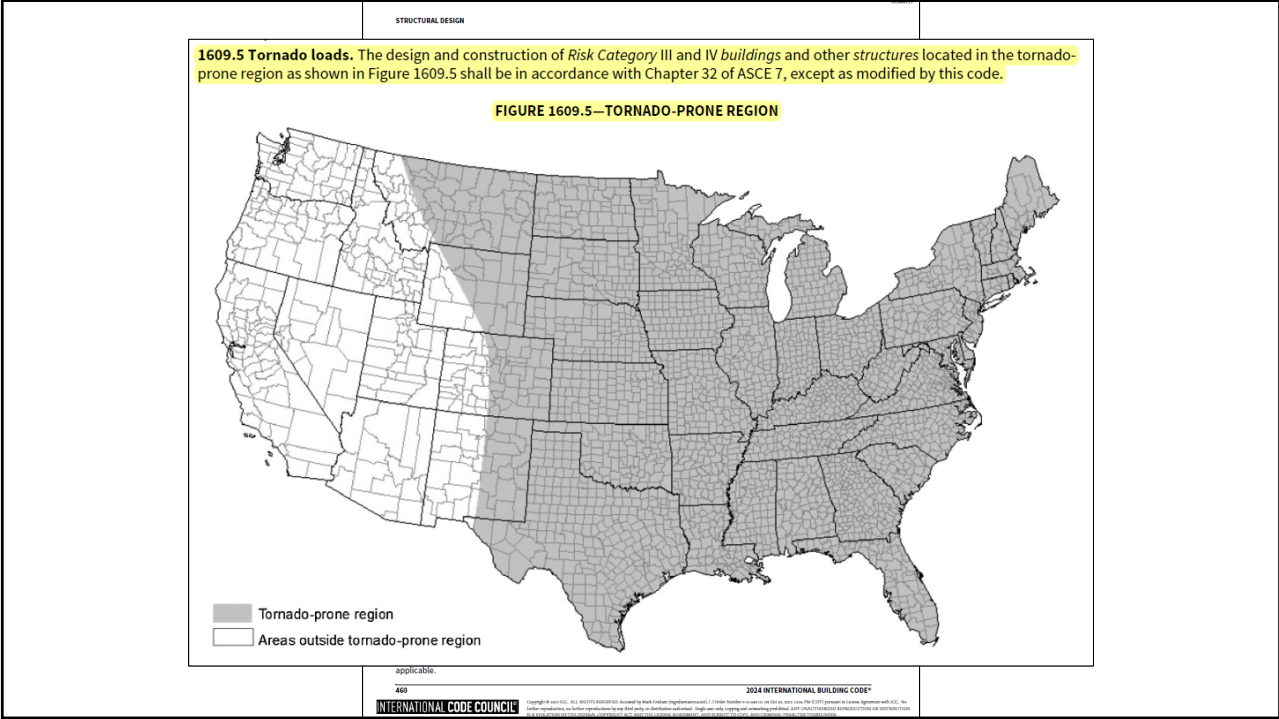 STRUCTURAL DESIGN
1609.5 Tornado loads. The design and construction of Risk Category III and IV buildings and other structures located in the tornado-
prone region as shown in Figure 1609.5 shall be in accordance with Chapter 32 of ASCE 7, except as modified by this code.
FIGURE 1609.5—TORNADO-PRONE REGION
Tornado-prone region
Areas outside tornado-prone region
applicable.
460
2024 INTERNATIONAL BUILDING CODE®
INTERNATIONAL CODE COUNCIL®